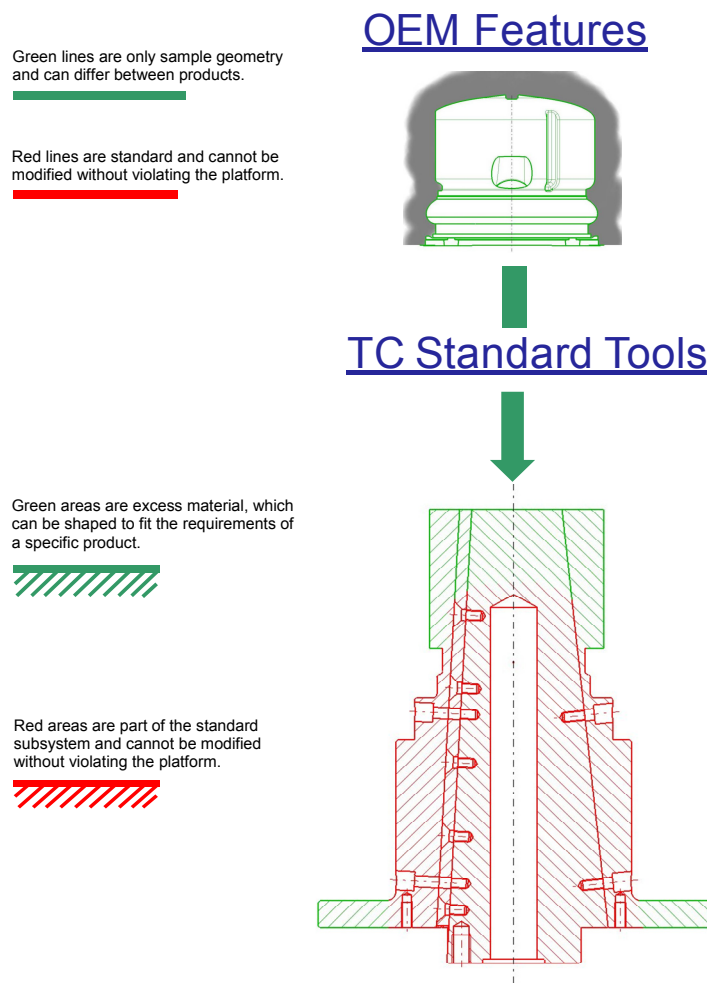 OEM Features
Green lines are only sample geometry
and can differ between products.
Red lines are standard and cannot be
modified without violating the platform.
TC Standard Tools
Green areas are excess material, which
can be shaped to fit the requirements of
a specific product.
Red areas are part of the standard
subsystem and cannot be modified
without violating the platform.